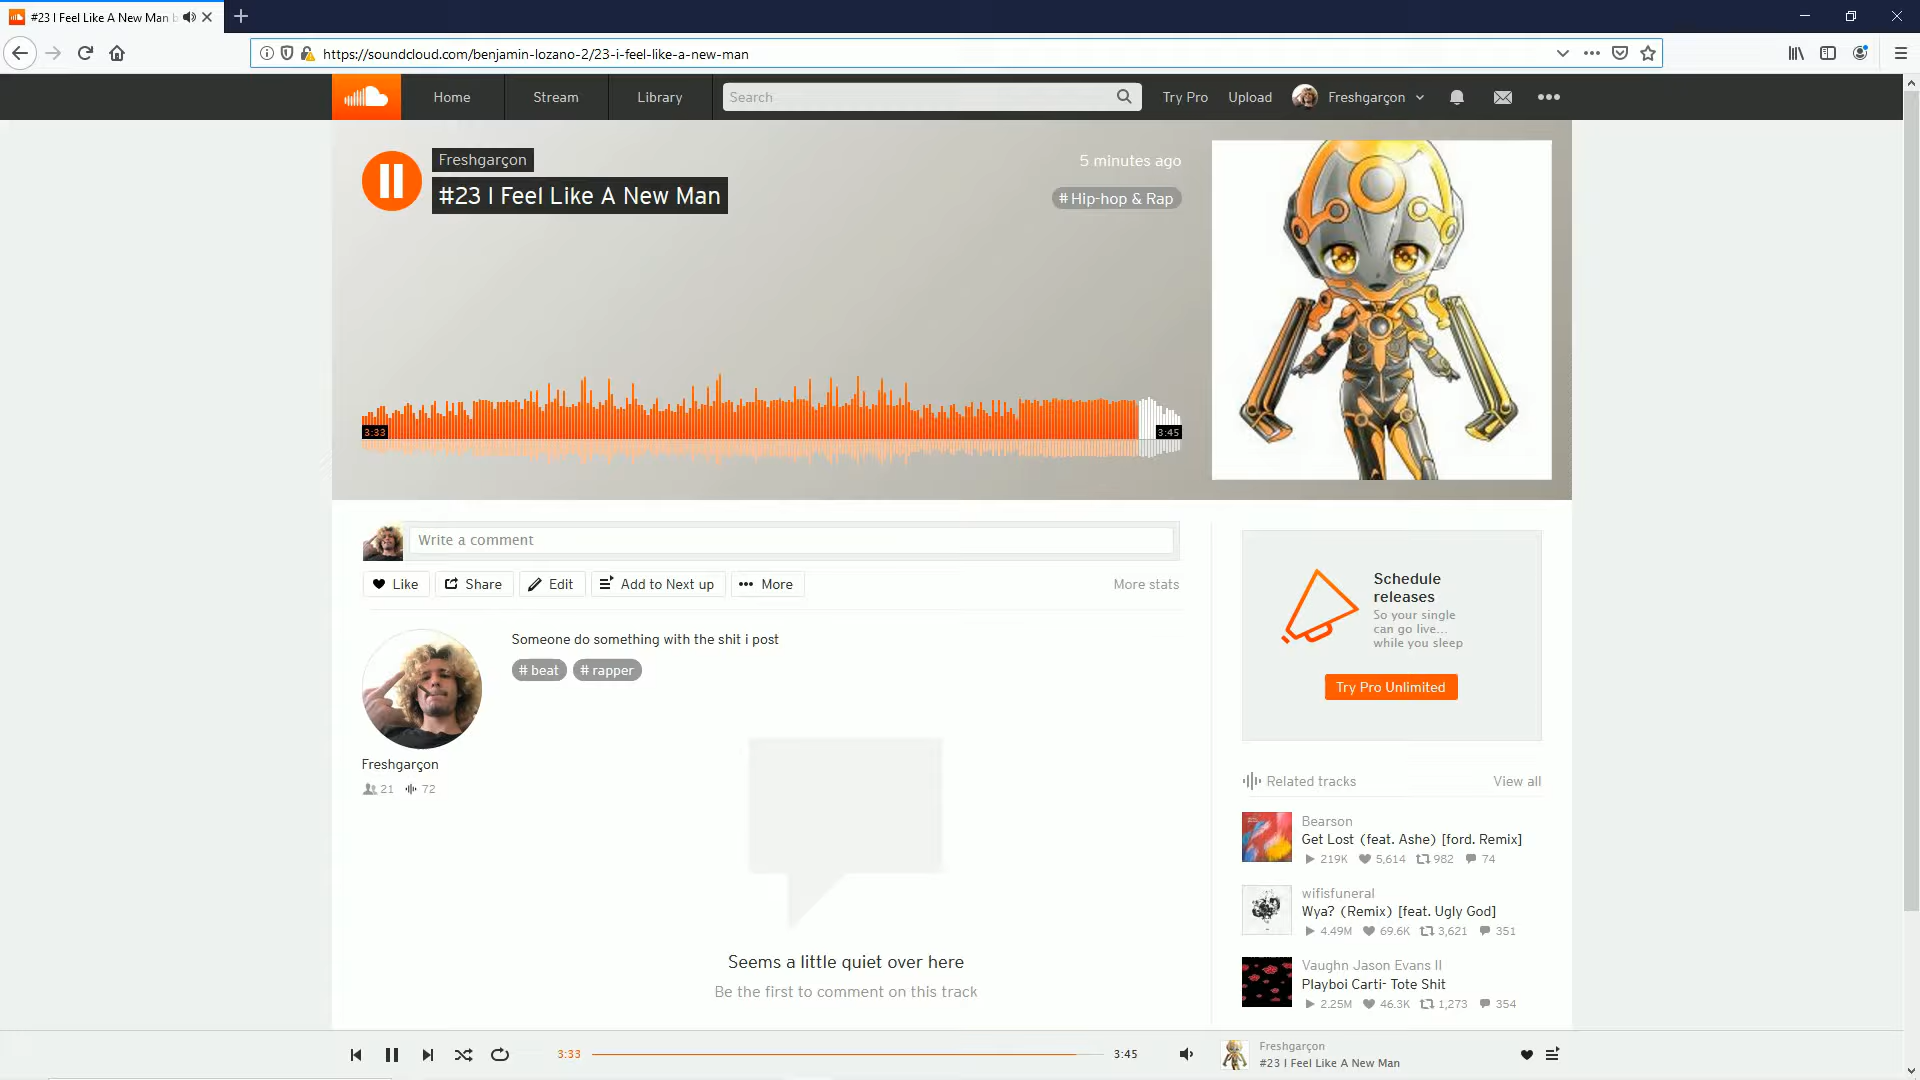 #23 I Feel Like A New Man b
https://soundcloud.com/benjamin-lozano-2/23-i-feel-like-a-new-man
Home
Stream
Library
Search
Try Pro
Upload
Freshgarçon
Freshgarçon
5 minutes ago
#23 I Feel Like A New Man
# Hip-hop & Rap
3:33
3:45
Write a comment
Like
Share
Edit
Add to Next up
More
More stats
Someone do something with the shit i post
# beat
# rapper
Freshgarçon
21
72
Seems a little quiet over here
Be the first to comment on this track
Schedule
releases
So your single
can go live...
while you sleep
Try Pro Unlimited
Related tracks
View all
Bearson
Get Lost (feat. Ashe) [ford. Remix]
219K 5,614 982 74
wifisfuneral
Wya? (Remix) [feat. Ugly God]
4.49M 69.6K 3,621 351
Vaughn Jason Evans II
Playboi Carti- Tote Shit
2.25M 46.3K 1,273 354
3:33
3:45
Freshgarçon
#23 I Feel Like A New Man